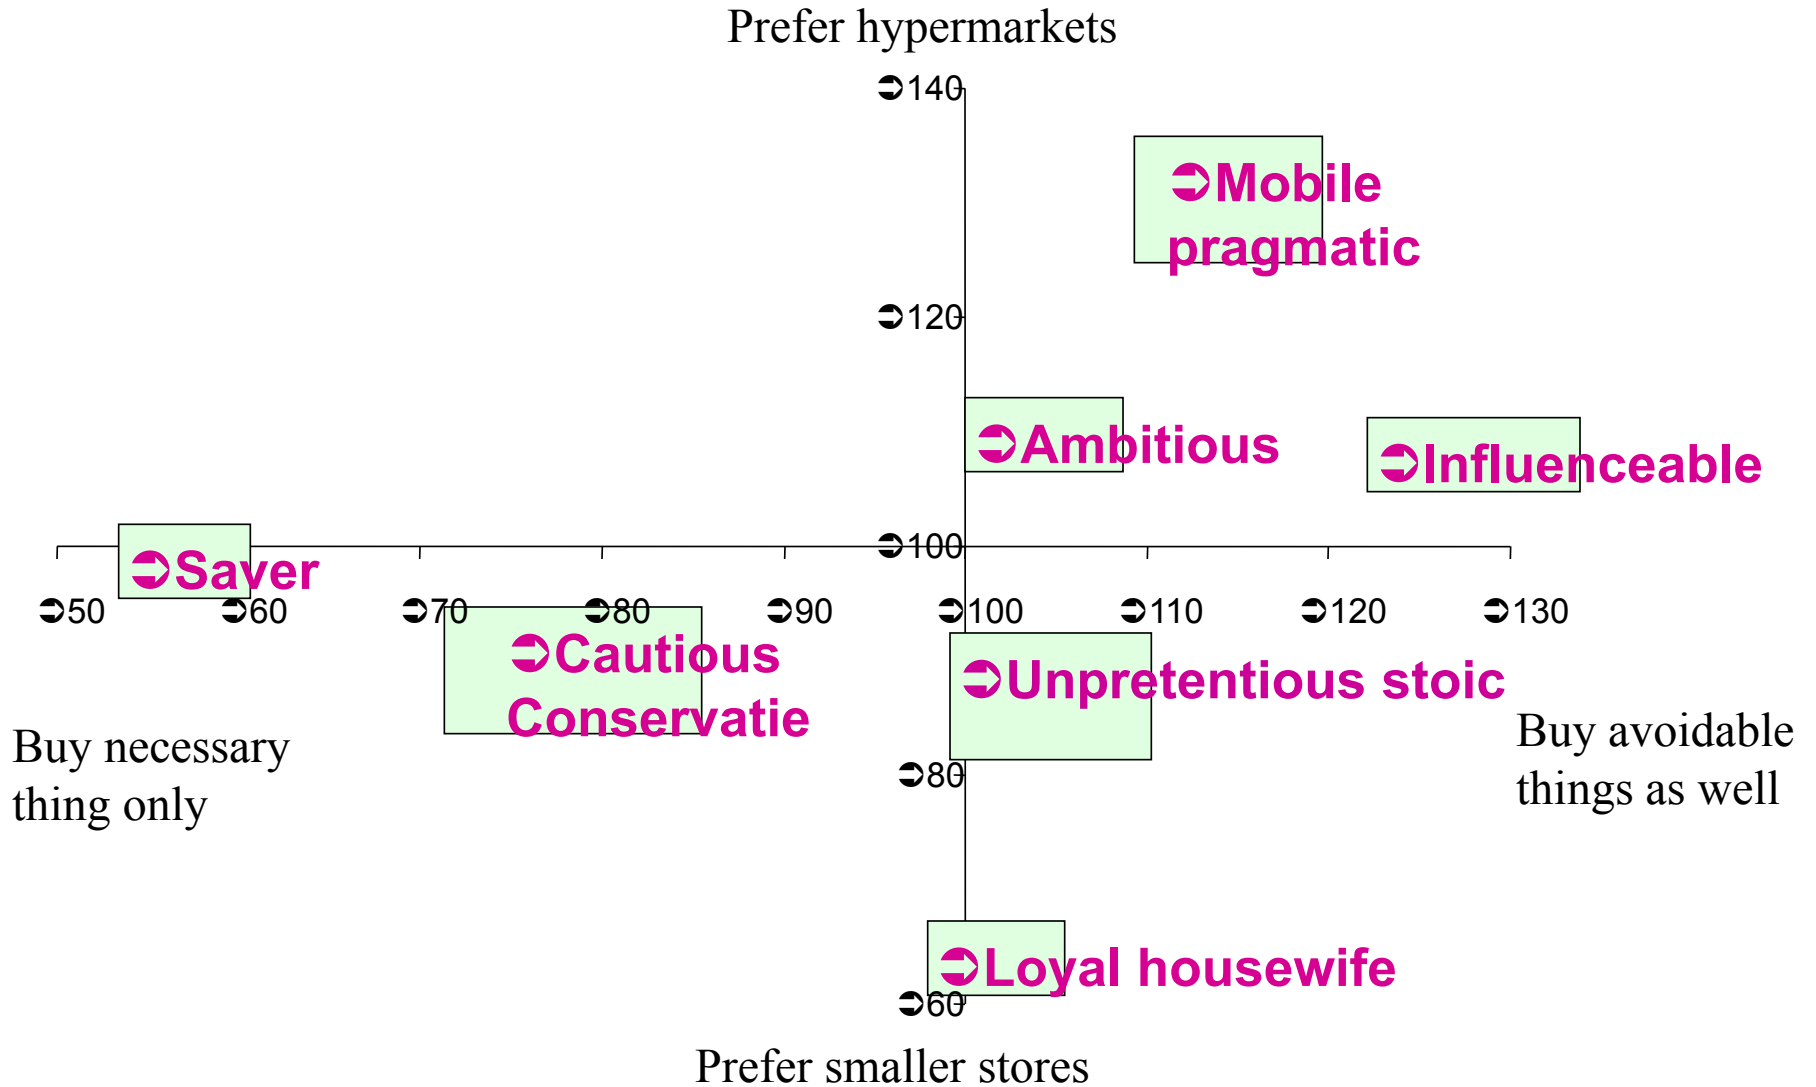 Prefer hypermarkets
➲140
➲Mobile
pragmatic
➲120
➲Ambitious
➲Influenceable
➲100
➲Saver
➲50
➲60
➲70
➲80
➲90
➲100
➲110
➲120
➲130
➲Cautious
Conservatie
➲Unpretentious stoic
Buy necessary
thing only
Buy avoidable
things as well
➲80
➲Loyal housewife
➲60
Prefer smaller stores